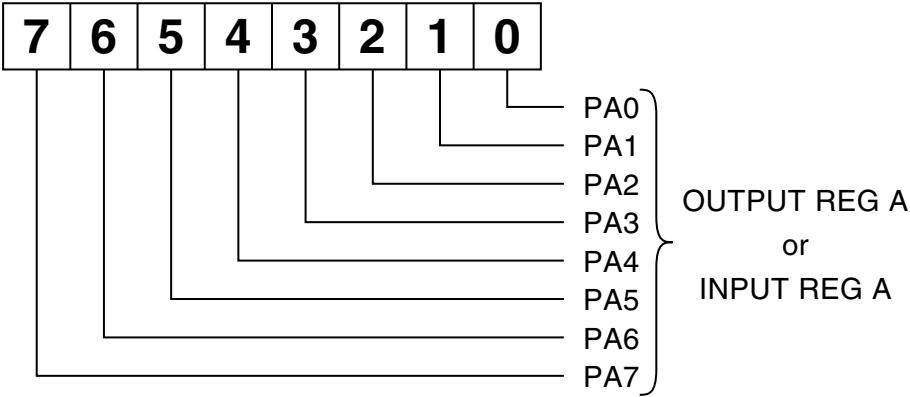 7 6 5 4 3 2 1 0
PA0
PA1
PA2
PA3
PA4
PA5
PA6
PA7
OUTPUT REG A
or
INPUT REG A